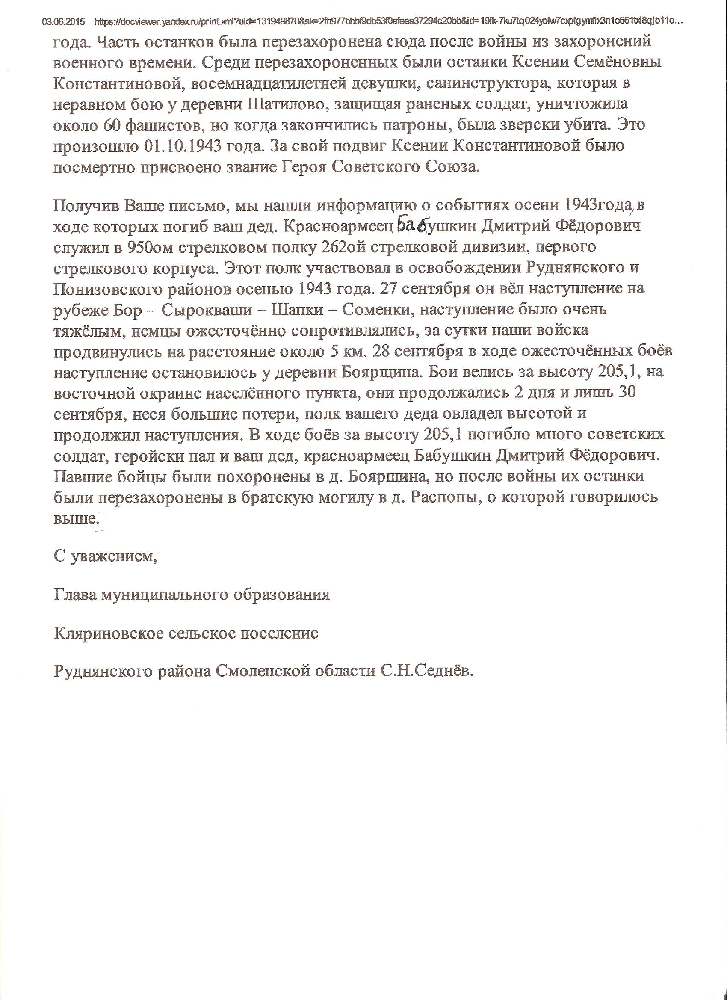 03.06.2015 https://docviewer.yandex.ru/print.xml?uid=131949870&sk=2fb977bbbf9db53f0afeea37294c20bb&id=19fk-7ku7tq024yofw7cxpfgymfix3n1o661txl8qjb11o...
года. Часть останков была перезахоронена сюда после войны из захоронений
военного времени. Среди перезахороненных были останки Ксении Семёновны
Константиновой, восемнадцатилетней девушки, санинструктора, которая в
неравном бою у деревни Шатилово, защищая раненых солдат, уничтожила
около 60 фашистов, но когда закончились патроны, была зверски убита. Это
произошло 01.10.1943 года. За свой подвиг Ксении Константиновой было
посмертно присвоено звание Героя Советского Союза.
Получив Ваше письмо, мы нашли информацию о событиях осени 1943года, в
ходе которых погиб ваш дед. Красноармеец Бабушкин Дмитрий Фёдорович
служил в 950ом стрелковом полку 262ой стрелковой дивизии, первого
стрелкового корпуса. Этот полк участвовал в освобождении Руднянского и
Понизовского районов осенью 1943 года. 27 сентября он вёл наступление на
рубеже Бор – Сырокваши – Шапки – Соменки, наступление было очень
тяжёлым, немцы ожесточённо сопротивлялись, за сутки наши войска
продвинулись на расстояние около 5 км. 28 сентября в ходе ожесточённых боёв
наступление остановилось у деревни Боярщина. Бои велись за высоту 205,1, на
восточной окраине населённого пункта, они продолжались 2 дня и лишь 30
сентября, неся большие потери, полк вашего деда овладел высотой и
продолжил наступления. В ходе боёв за высоту 205,1 погибло много советских
солдат, геройски пал и ваш дед, красноармеец Бабушкин Дмитрий Фёдорович.
Павшие бойцы были похоронены в д. Боярщина, но после войны их останки
были перезахоронены в братскую могилу в д. Распопы, о которой говорилось
выше.
С уважением,
Глава муниципального образования
Кляриновское сельское поселение
Руднянского района Смоленской области С.Н.Седнёв.